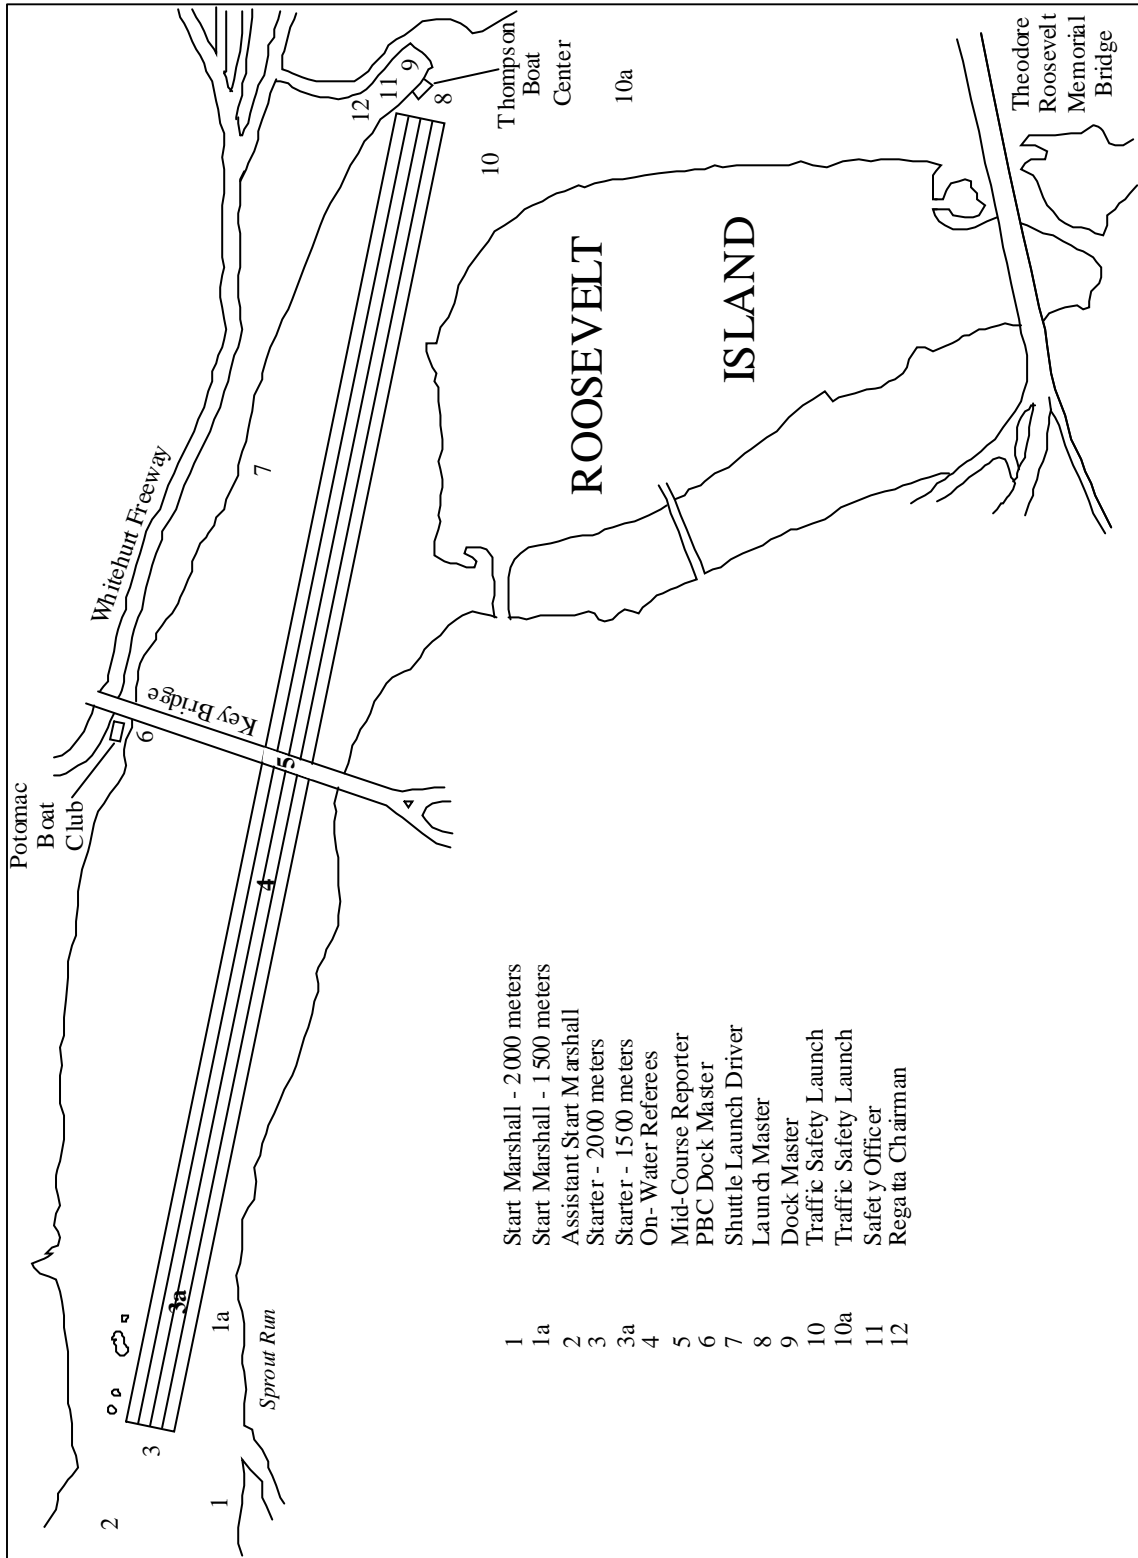 Potomac
Boat
Club
Whitehurt Freeway
Key Bridge
Thompson
Boat
Center
Theodore
Roosevelt
Memorial
Bridge
ROOSEVELT
ISLAND
Sprout Run
1
1a
2
3
3a
4
5
6
7
8
9
10
10a
11
12
1 Start Marshall - 2000 meters
1a Start Marshall - 1500 meters
2 Assistant Start Marshall
3 Starter - 2000 meters
3a Starter - 1500 meters
4 On-Water Referees
5 Mid-Course Reporter
6 PBC Dock Master
7 Shuttle Launch Driver
8 Launch Master
9 Dock Master
10 Traffic Safety Launch
10a Traffic Safety Launch
11 Safety Officer
12 Regatta Chairman